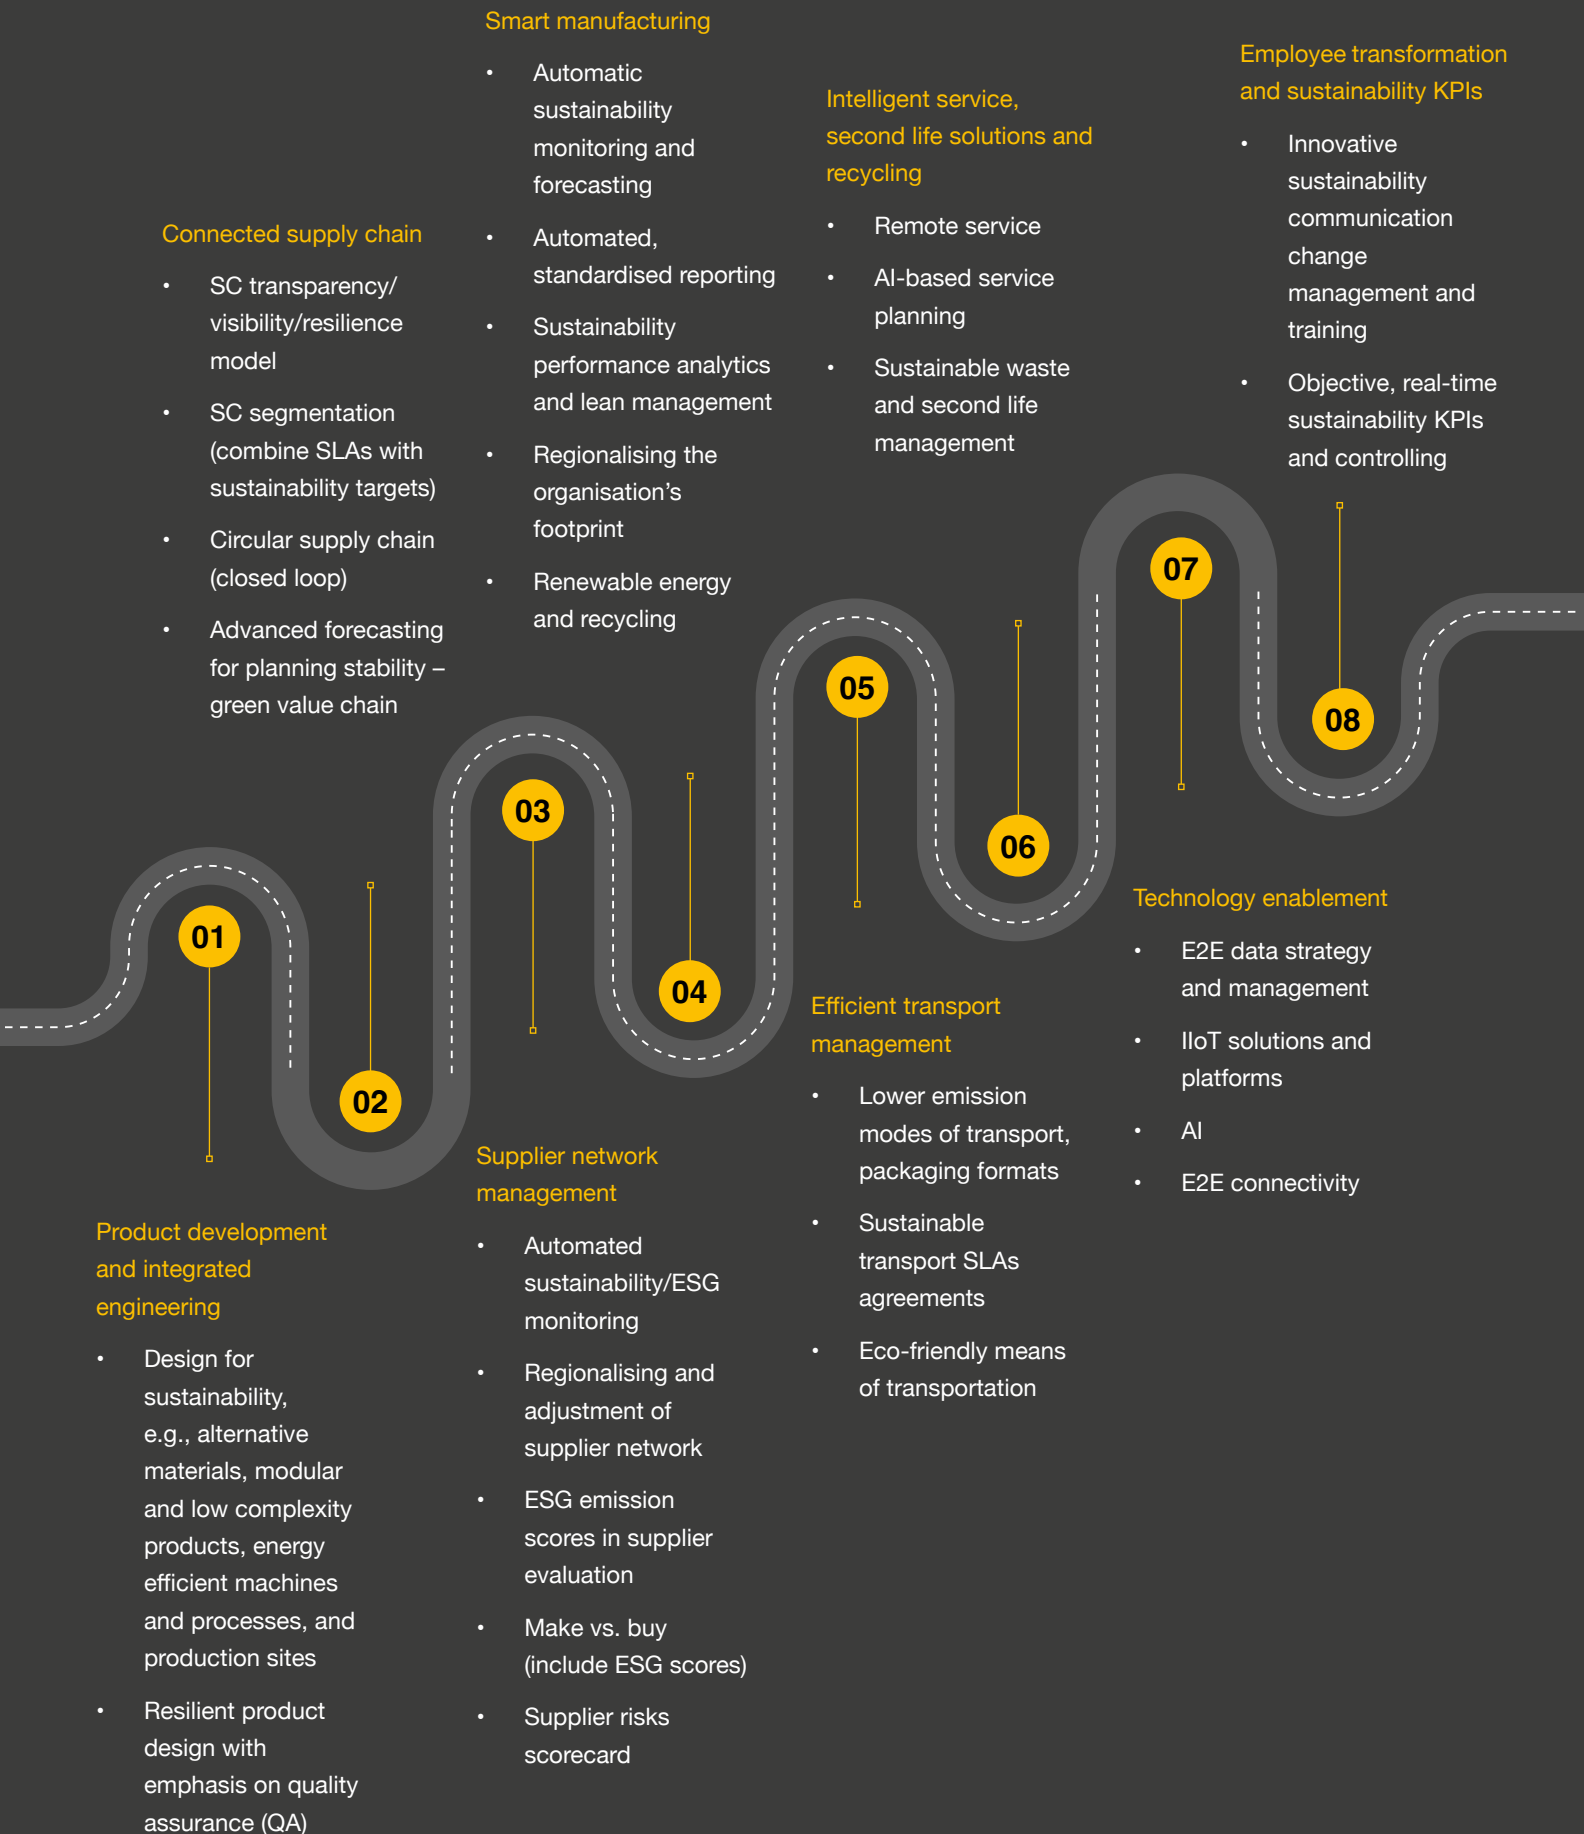 Smart manufacturing
• Automatic
sustainability
monitoring and
forecasting
• Automated,
standardised reporting
• Sustainability
performance analytics
and lean management
• Regionalising the
organisation’s
footprint
• Renewable energy
and recycling
Employee transformation
and sustainability KPIs
• Innovative
sustainability
communication
change
management and
training
• Objective, real-time
sustainability KPIs
and controlling
Intelligent service,
second life solutions and
recycling
• Remote service
• AI-based service
planning
• Sustainable waste
and second life
management
Connected supply chain
• SC transparency/
visibility/resilience
model
• SC segmentation
(combine SLAs with
sustainability targets)
• Circular supply chain
(closed loop)
• Advanced forecasting
for planning stability –
green value chain
01
02
03
04
05
06
07
08
Technology enablement
• E2E data strategy
and management
• IIoT solutions and
platforms
• AI
• E2E connectivity
Efficient transport
management
• Lower emission
modes of transport,
packaging formats
• Sustainable
transport SLAs
agreements
• Eco-friendly means
of transportation
Supplier network
management
• Automated
sustainability/ESG
monitoring
• Regionalising and
adjustment of
supplier network
• ESG emission
scores in supplier
evaluation
• Make vs. buy
(include ESG scores)
• Supplier risks
scorecard
Product development
and integrated
engineering
• Design for
sustainability,
e.g., alternative
materials, modular
and low complexity
products, energy
efficient machines
and processes, and
production sites
• Resilient product
design with
emphasis on quality
assurance (QA)